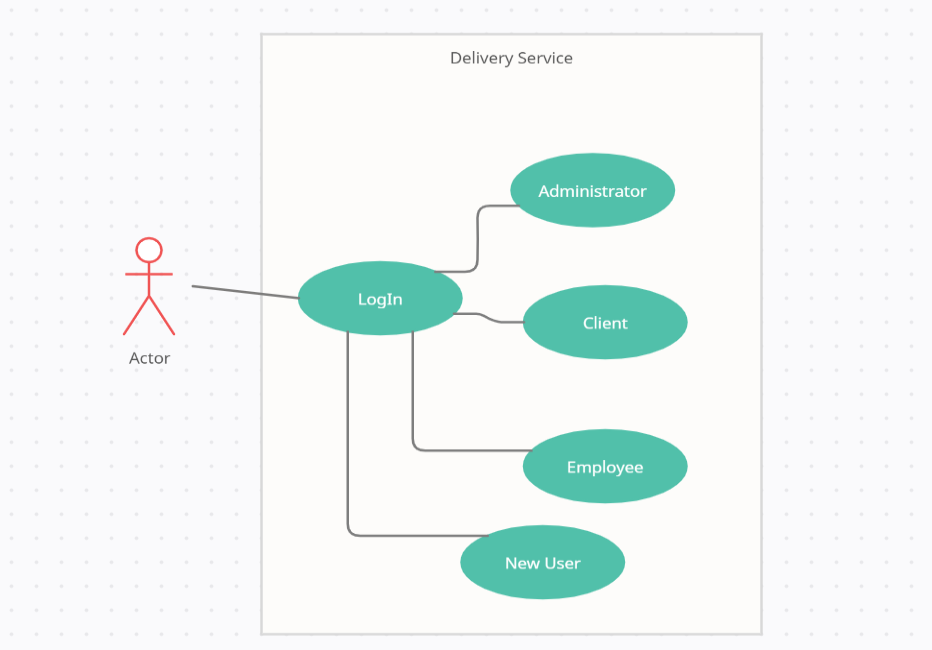 Delivery Service
Administrator
LogIn
Client
Actor
Employee
New User